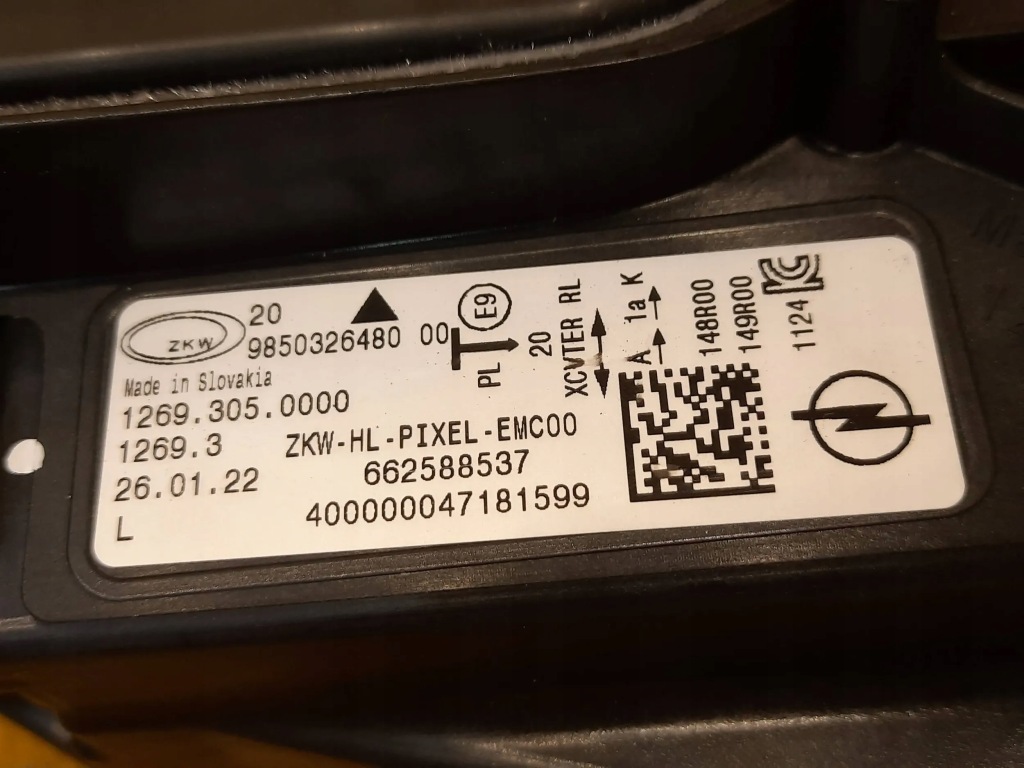 ZKW
20
9850326480 00
Made in Slovakia
1269.305.0000
1269.3
ZKW-HL-PIXEL-EMC00
26.01.22
662588537
L
400000047181599
E9
PL
20
XCVTER RL
A 1a K
148R00
149R00
1124
KC